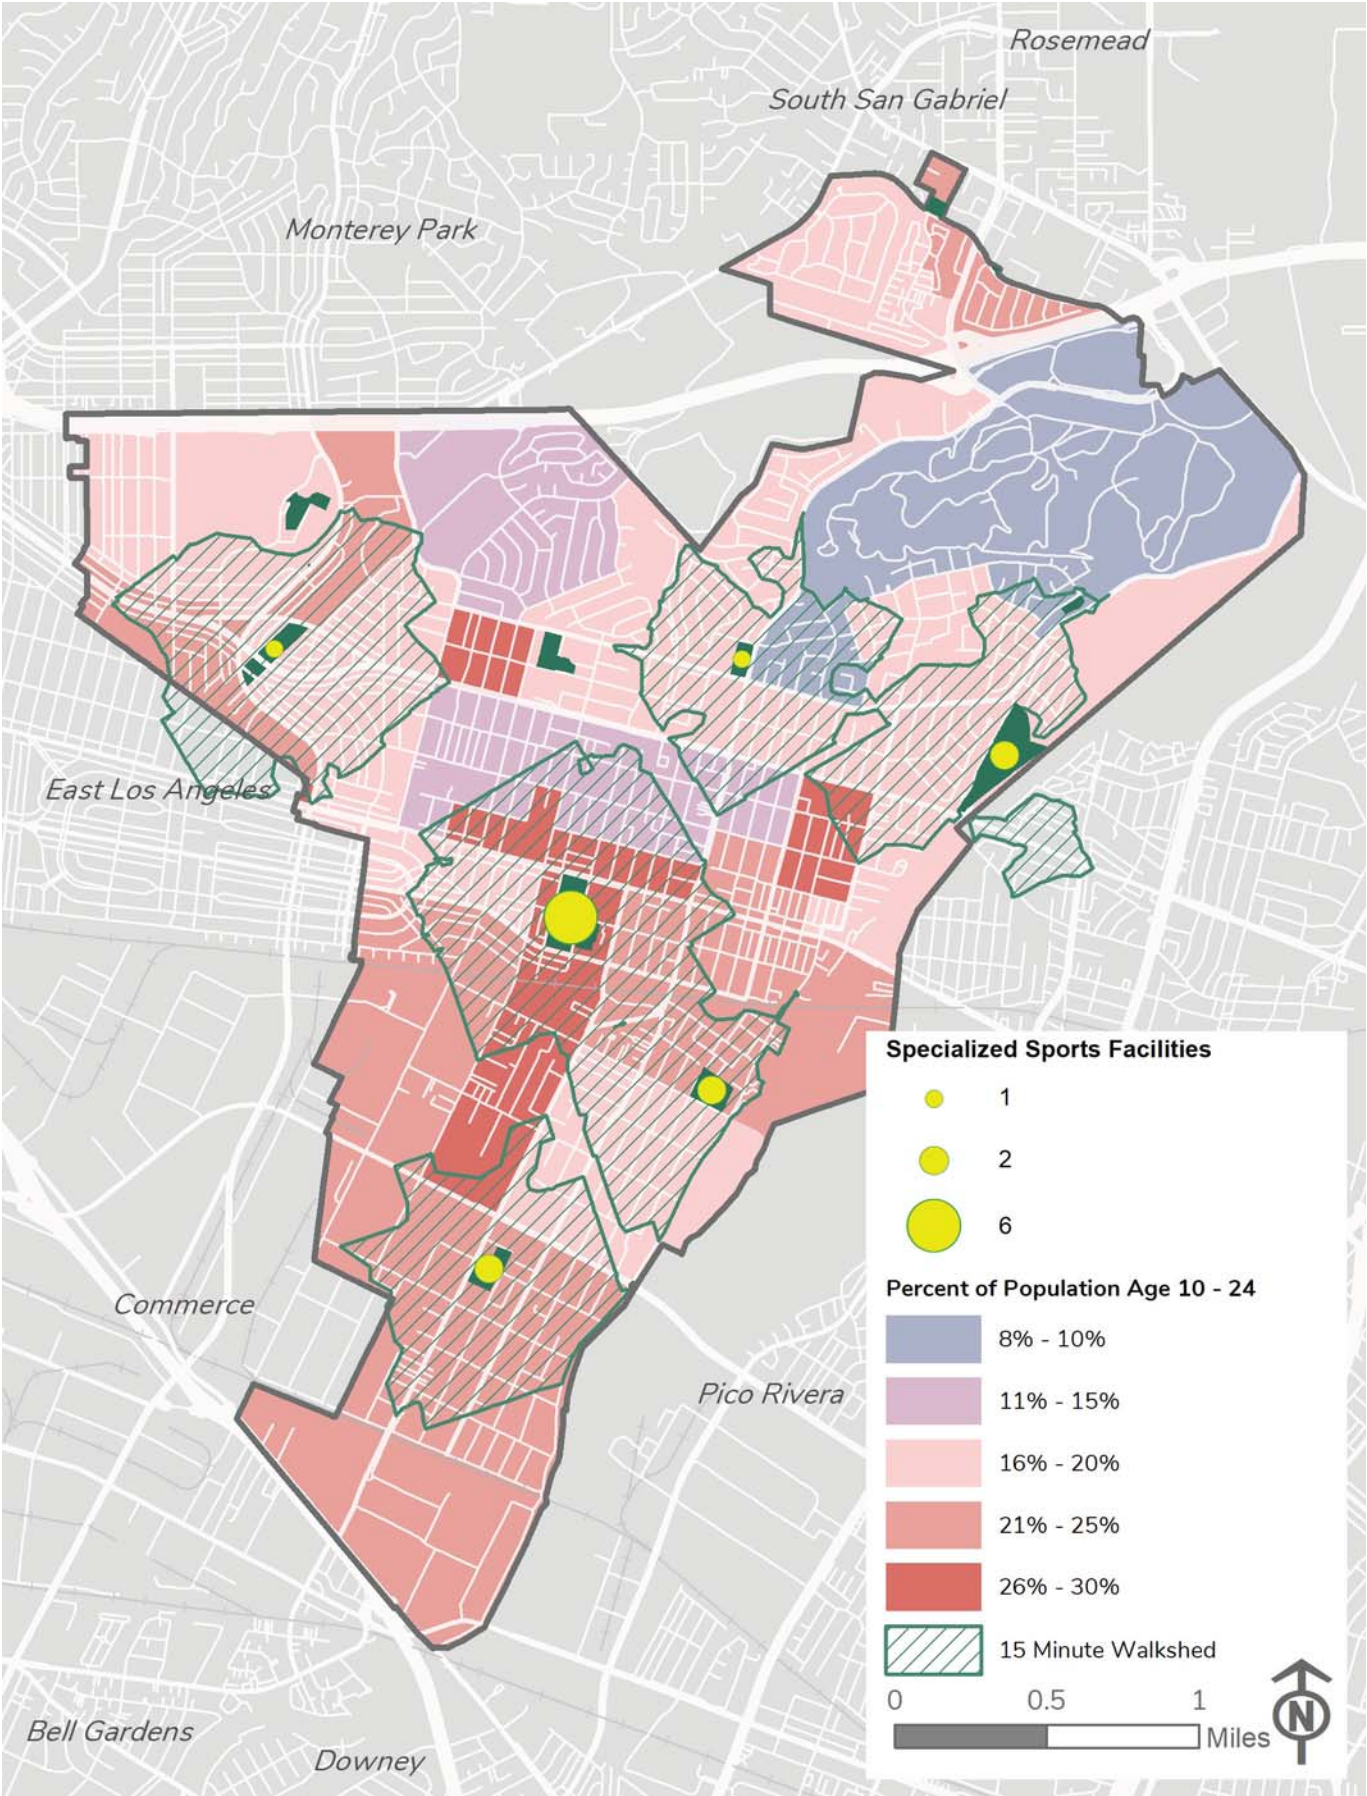 Rosemead
South San Gabriel
Monterey Park
East Los Angeles
Specialized Sports Facilities
1
2
6
Percent of Population Age 10 - 24
8% - 10%
11% - 15%
16% - 20%
21% - 25%
26% - 30%
15 Minute Walkshed
0 0.5 1
Miles
N
Commerce
Pico Rivera
Bell Gardens
Downey